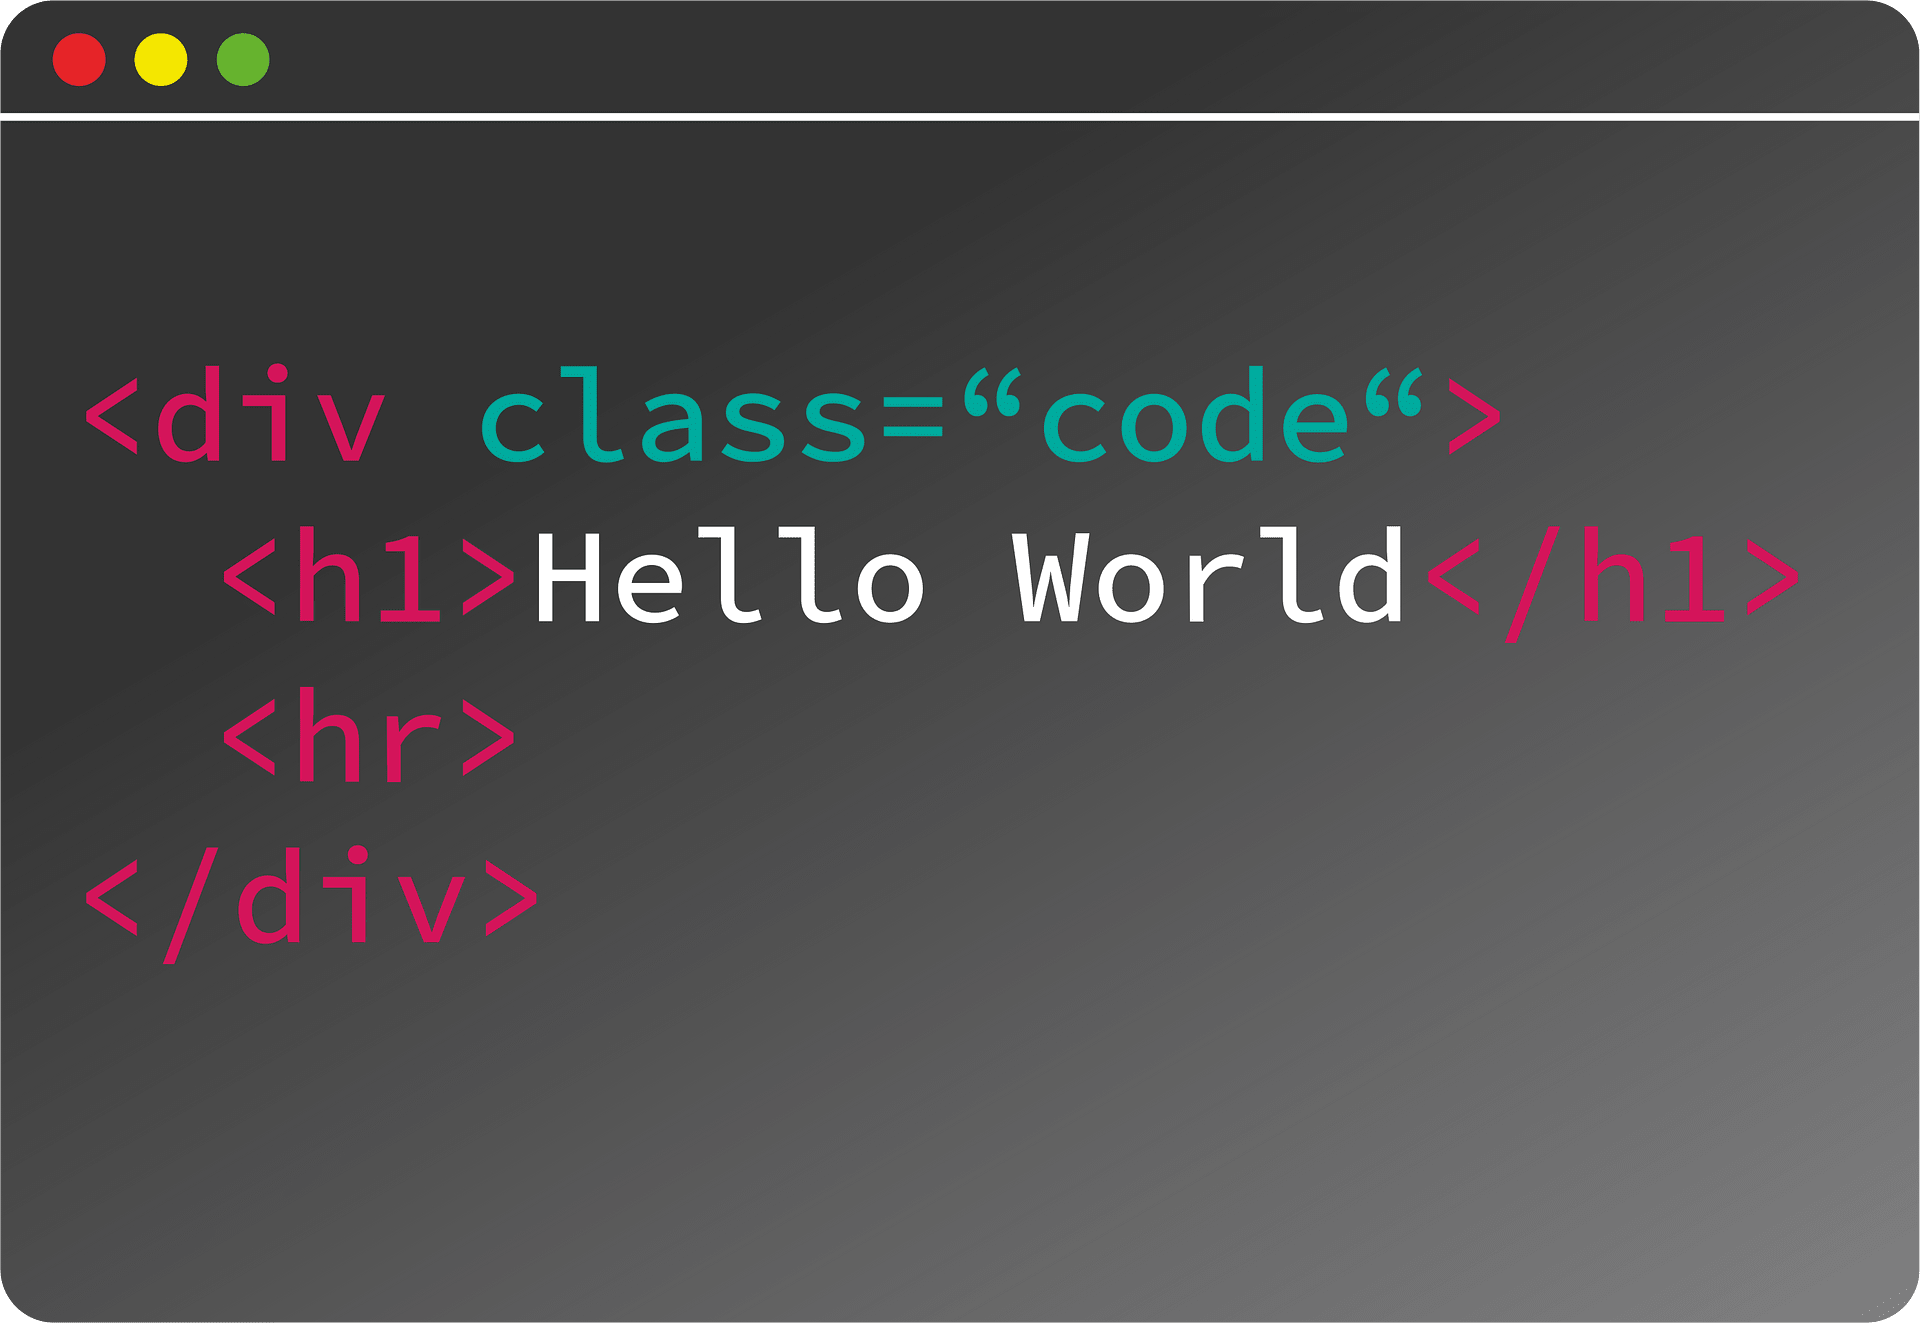 <div class=“code“>
<h1>Hello World</h1>
<hr>
</div>